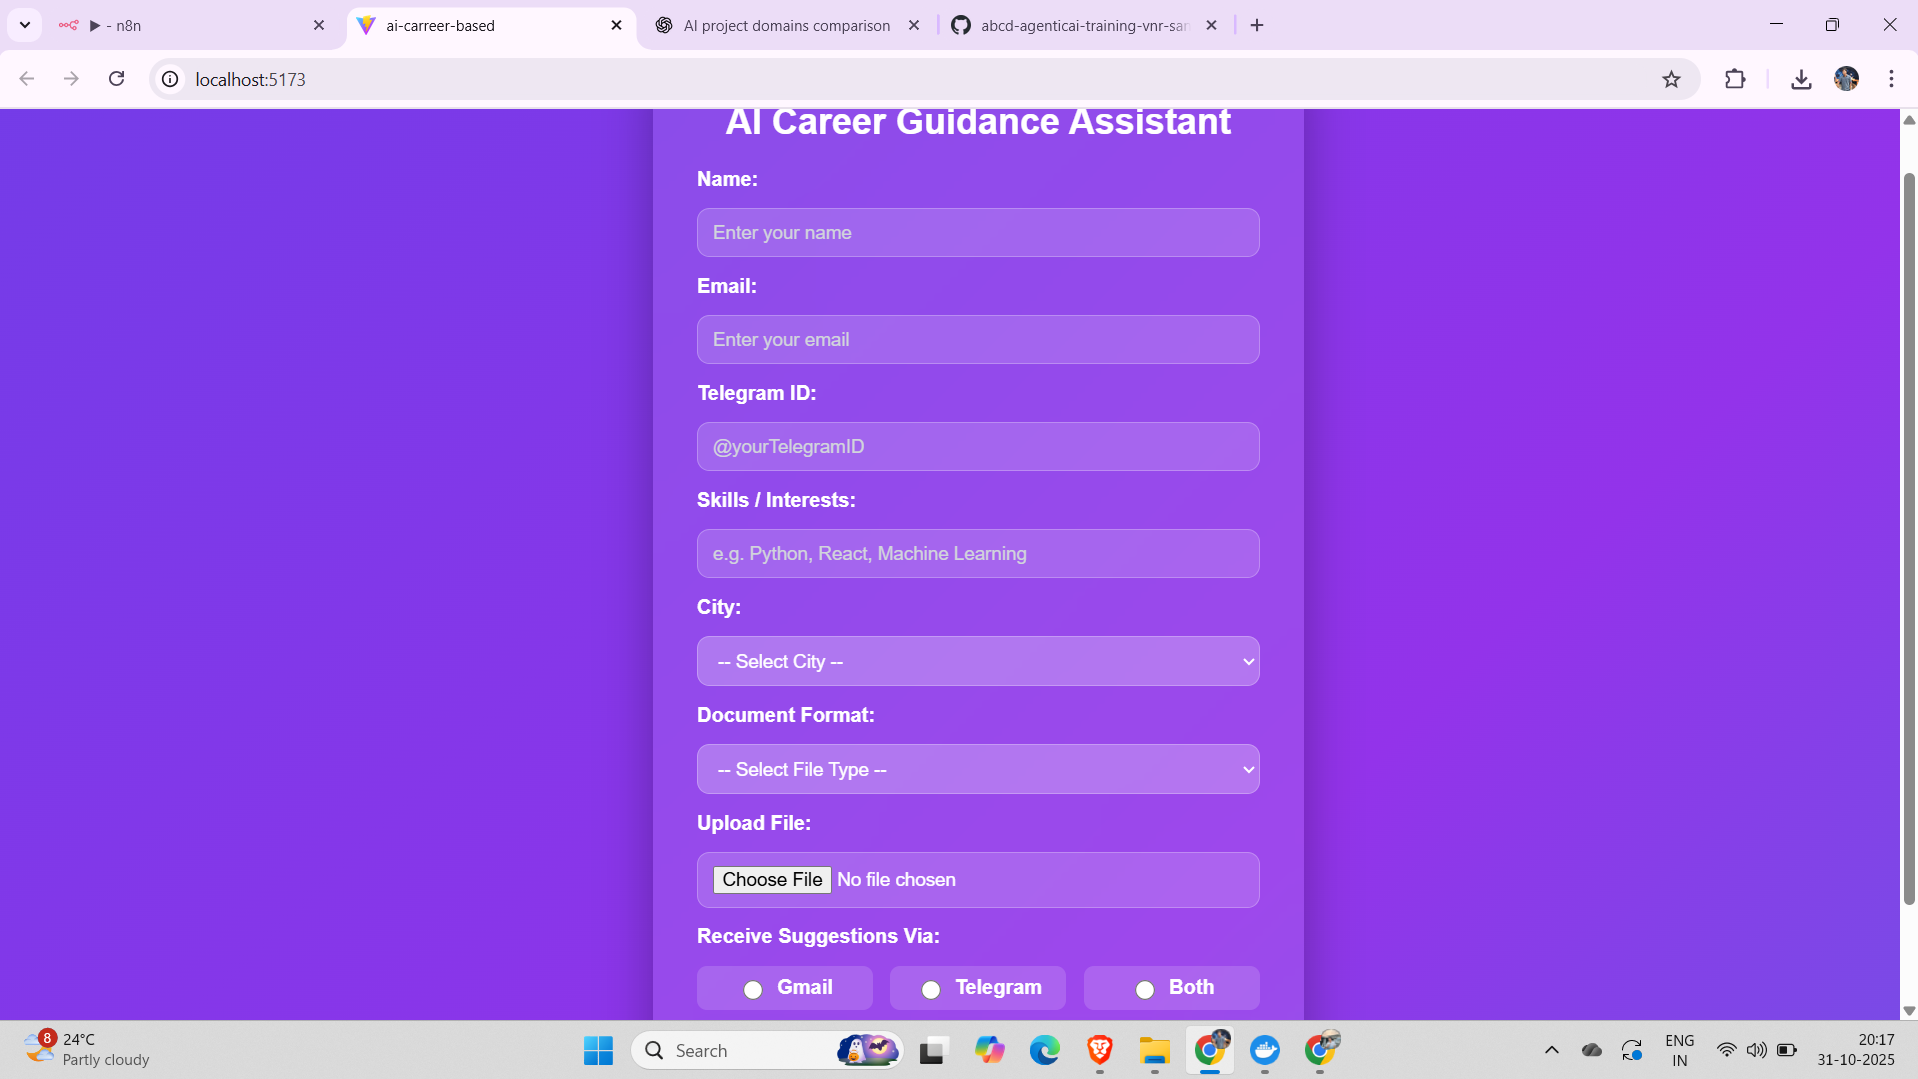 ▶ - n8n
ai-carreer-based
AI project domains comparison
abcd-agenticai-training-vnr-san
localhost:5173
AI Career Guidance Assistant
Name:
Enter your name
Email:
Enter your email
Telegram ID:
@yourTelegramID
Skills / Interests:
e.g. Python, React, Machine Learning
City:
-- Select City --
Document Format:
-- Select File Type --
Upload File:
Choose File No file chosen
Receive Suggestions Via:
Gmail Telegram Both
8
24°C
Partly cloudy
Search
ENG
IN
20:17
31-10-2025